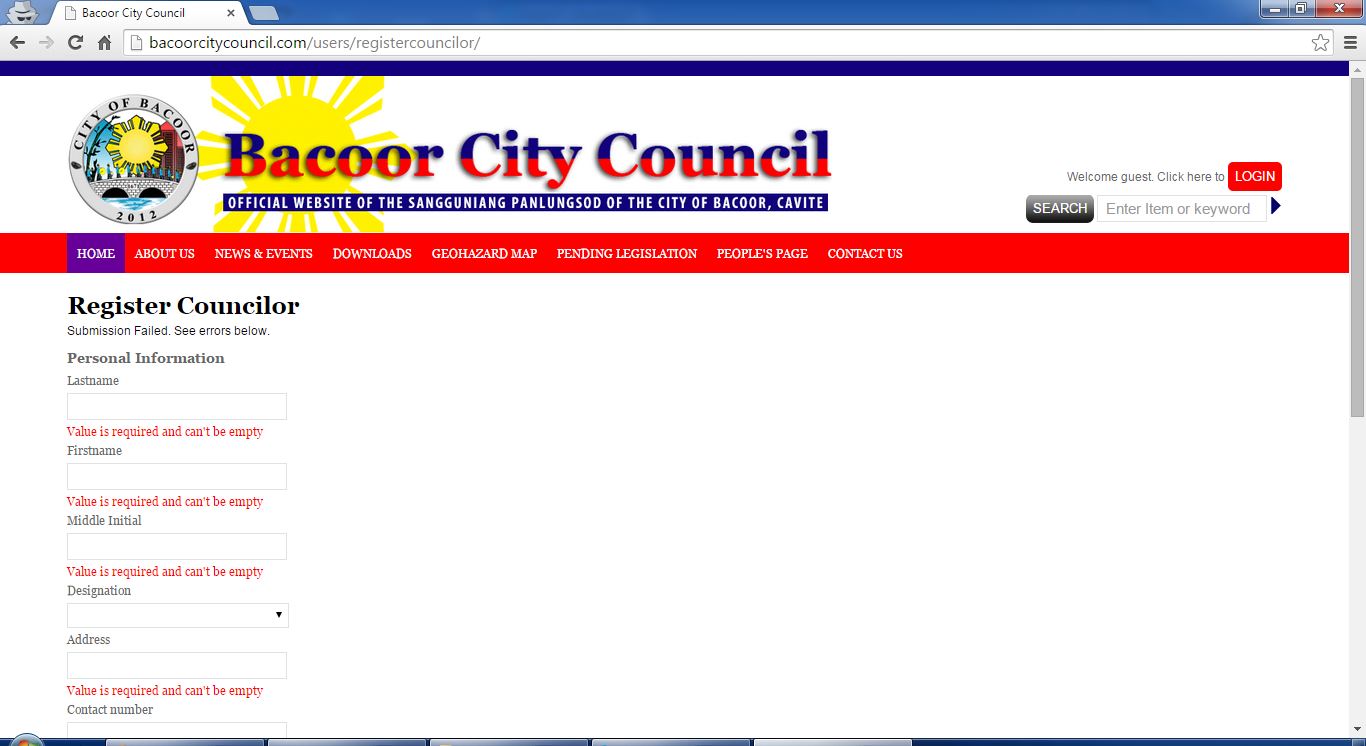 Bacoor City Council
bacoorcitycouncil.com/users/registercouncilor/
CITY OF BACOOR
2012
Bacoor City Council
OFFICIAL WEBSITE OF THE SANGGUNIANG PANLUNGSOD OF THE CITY OF BACOOR, CAVITE
Welcome guest. Click here to LOGIN
SEARCH Enter Item or keyword
HOME ABOUT US NEWS & EVENTS DOWNLOADS GEOHAZARD MAP PENDING LEGISLATION PEOPLE'S PAGE CONTACT US
Register Councilor
Submission Failed. See errors below.
Personal Information
Lastname
Value is required and can't be empty
Firstname
Value is required and can't be empty
Middle Initial
Value is required and can't be empty
Designation
Address
Value is required and can't be empty
Contact number